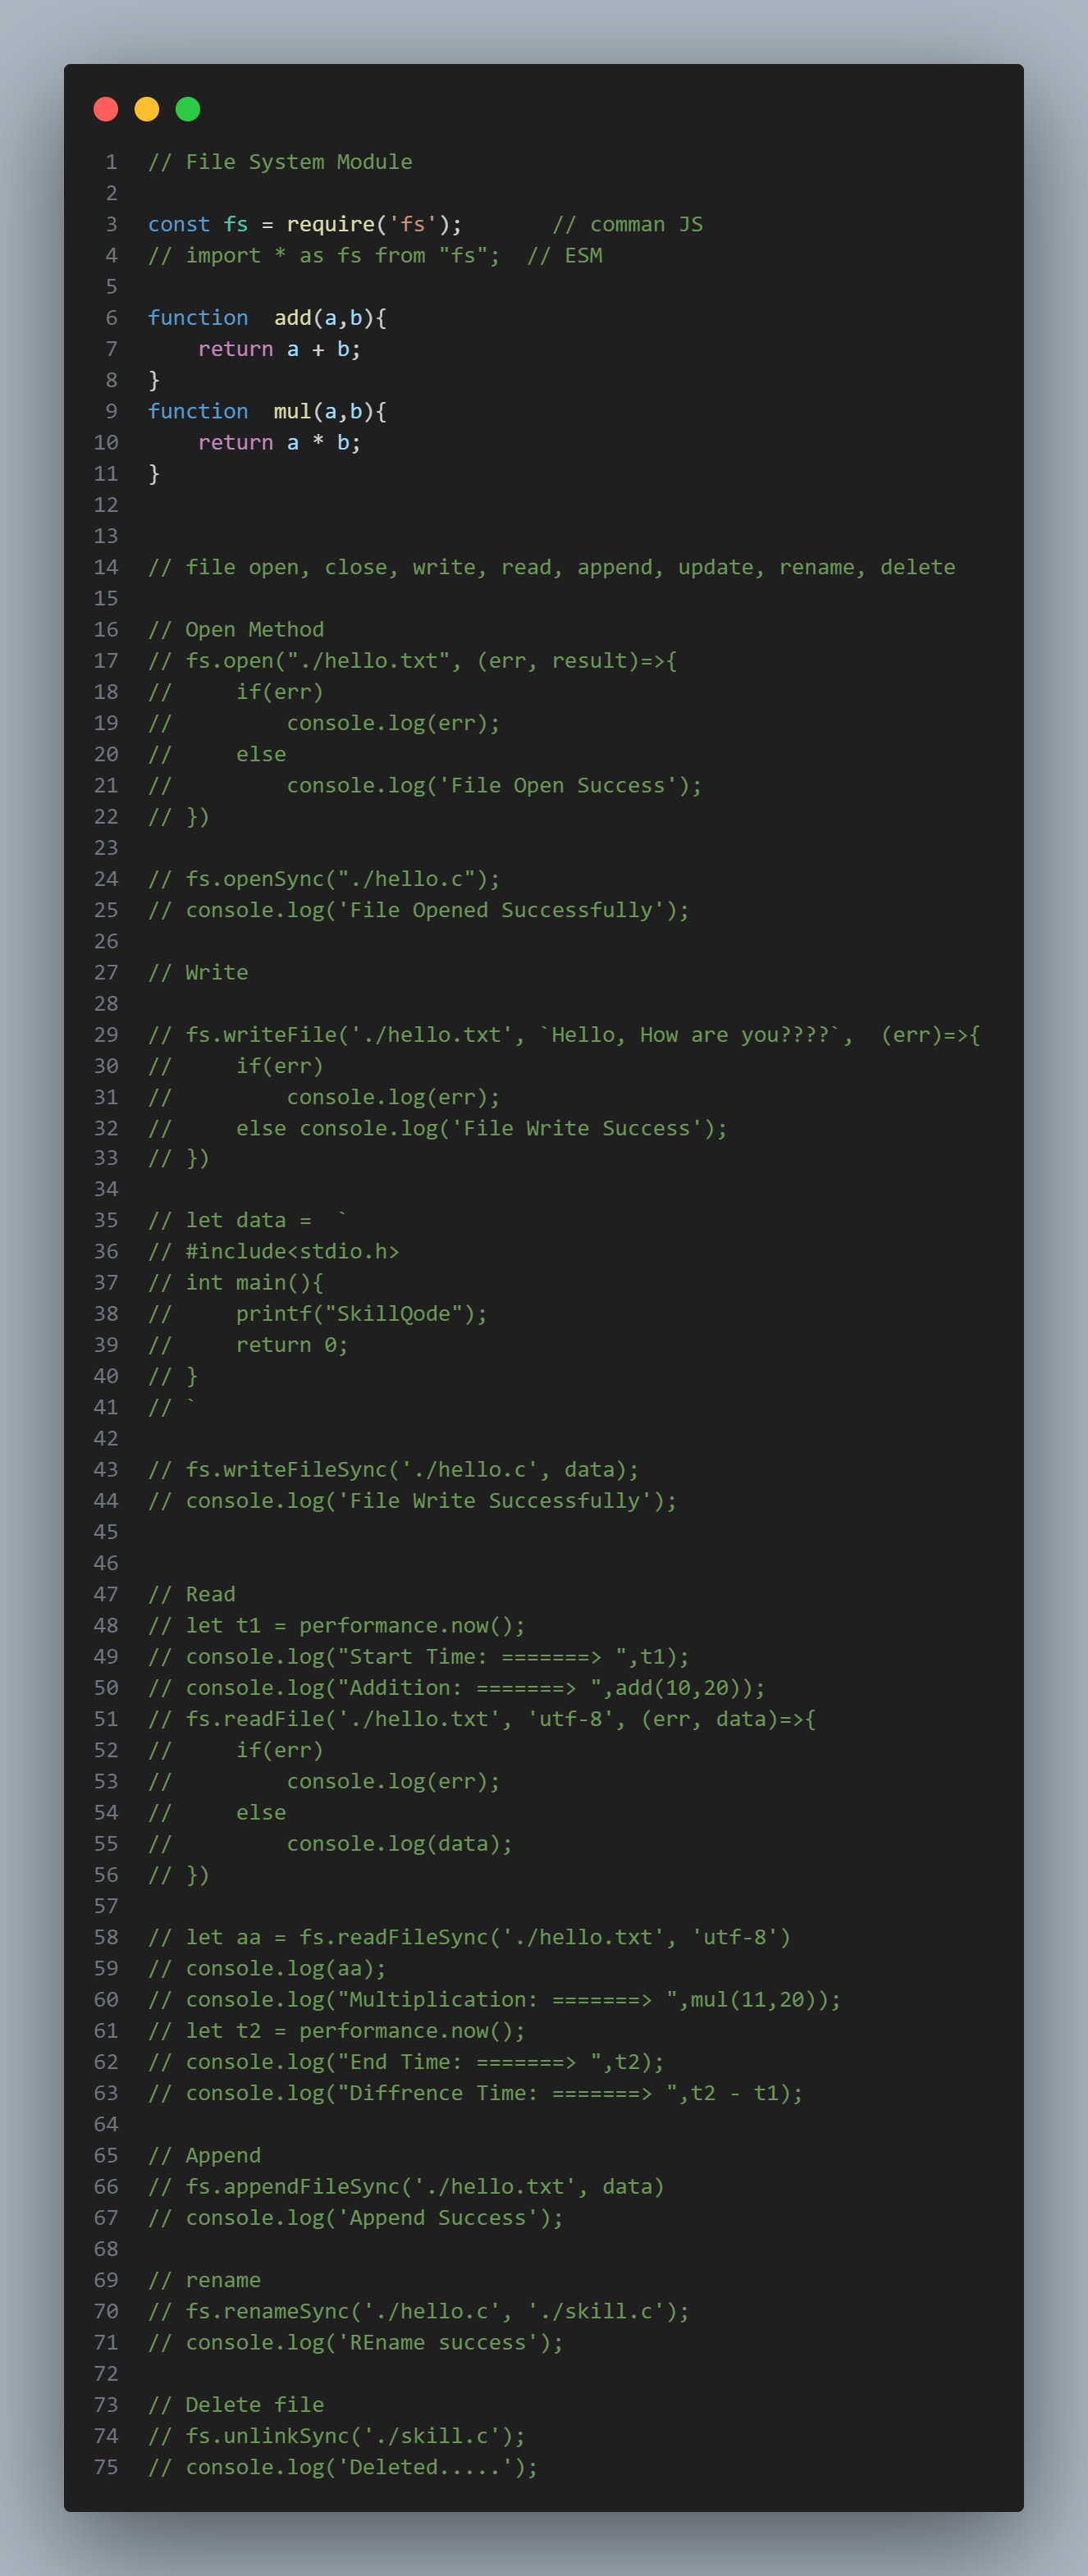 1 // File System Module
2
3 const fs = require('fs');       // comman JS
4 // import * as fs from "fs";  // ESM
5
6 function  add(a,b){
7     return a + b;
8 }
9 function  mul(a,b){
10     return a * b;
11 }
12
13
14 // file open, close, write, read, append, update, rename, delete
15
16 // Open Method
17 // fs.open("./hello.txt", (err, result)=>{
18 //     if(err)
19 //         console.log(err);
20 //     else
21 //         console.log('File Open Success');
22 // })
23
24 // fs.openSync("./hello.c");
25 // console.log('File Opened Successfully');
26
27 // Write
28
29 // fs.writeFile('./hello.txt', `Hello, How are you????`,  (err)=>{
30 //     if(err)
31 //         console.log(err);
32 //     else console.log('File Write Success');
33 // })
34
35 // let data =  `
36 // #include<stdio.h>
37 // int main(){
38 //     printf("SkillQode");
39 //     return 0;
40 // }
41 // `
42
43 // fs.writeFileSync('./hello.c', data);
44 // console.log('File Write Successfully');
45
46
47 // Read
48 // let t1 = performance.now();
49 // console.log("Start Time: =======> ",t1);
50 // console.log("Addition: =======> ",add(10,20));
51 // fs.readFile('./hello.txt', 'utf-8', (err, data)=>{
52 //     if(err)
53 //         console.log(err);
54 //     else
55 //         console.log(data);
56 // })
57
58 // let aa = fs.readFileSync('./hello.txt', 'utf-8')
59 // console.log(aa);
60 // console.log("Multiplication: =======> ",mul(11,20));
61 // let t2 = performance.now();
62 // console.log("End Time: =======> ",t2);
63 // console.log("Diffrence Time: =======> ",t2 - t1);
64
65 // Append
66 // fs.appendFileSync('./hello.txt', data)
67 // console.log('Append Success');
68
69 // rename
70 // fs.renameSync('./hello.c', './skill.c');
71 // console.log('REname success');
72
73 // Delete file
74 // fs.unlinkSync('./skill.c');
75 // console.log('Deleted.....');